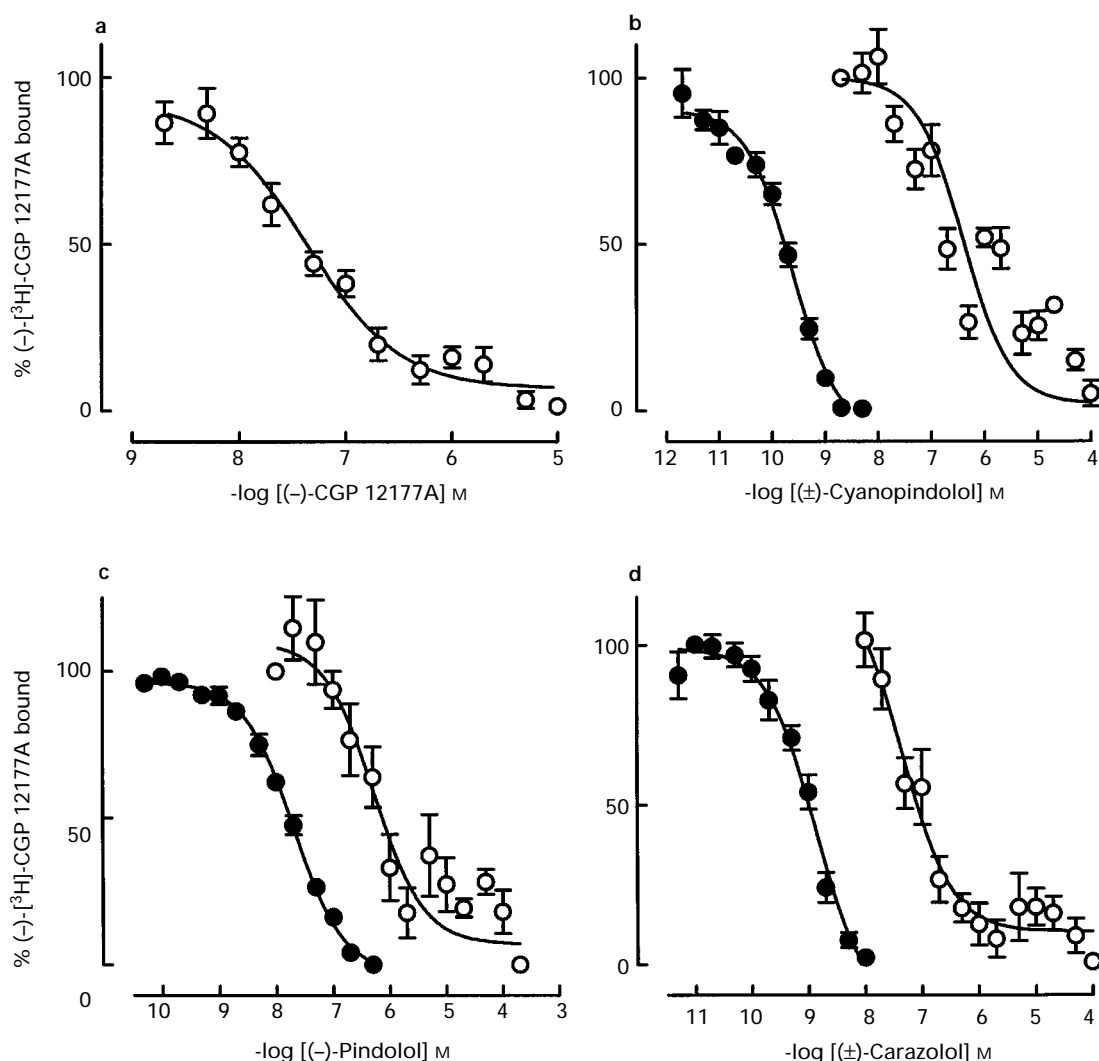 a
% (–)-[³H]-CGP 12177A bound
100
50
0
9 8 7 6 5
-log [(–)-CGP 12177A] M
b
100
50
0
12 11 10 9 8 7 6 5 4
-log [(±)-Cyanopindolol] M
c
% (–)-[³H]-CGP 12177A bound
100
50
0
10 9 8 7 6 5 4 3
-log [(–)-Pindolol] M
d
100
50
0
11 10 9 8 7 6 5 4
-log [(±)-Carazolol] M